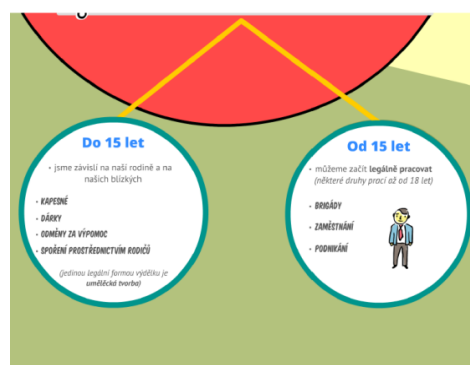 Do 15 let
- jsme závislí na naší rodině a na
našich blízkých
- KAPESNÉ
- DÁRKY
- ODMĚNY ZA VÝPOMOC
- SPOŘENÍ PROSTŘEDNICTVÍM RODIČŮ
(jedinou legální formou výdělku je
umělecká tvorba)
Od 15 let
- můžeme začít legálně pracovat
(některé druhy prací až od 18 let)
- BRIGÁDY
- ZAMĚSTNÁNÍ
- PODNIKÁNÍ